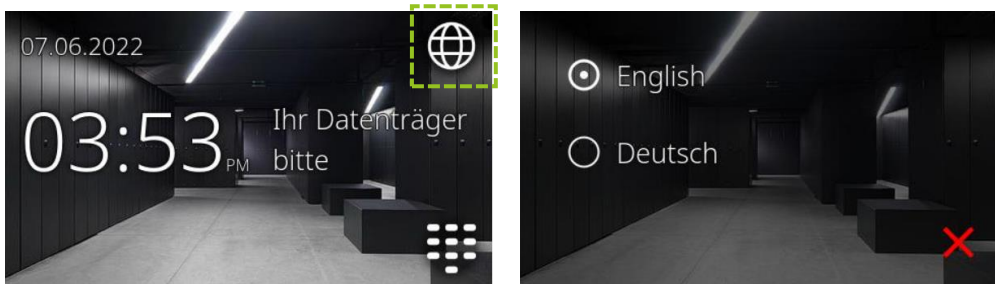 07.06.2022
03:53 PM
Ihr Datenträger
bitte
English
Deutsch